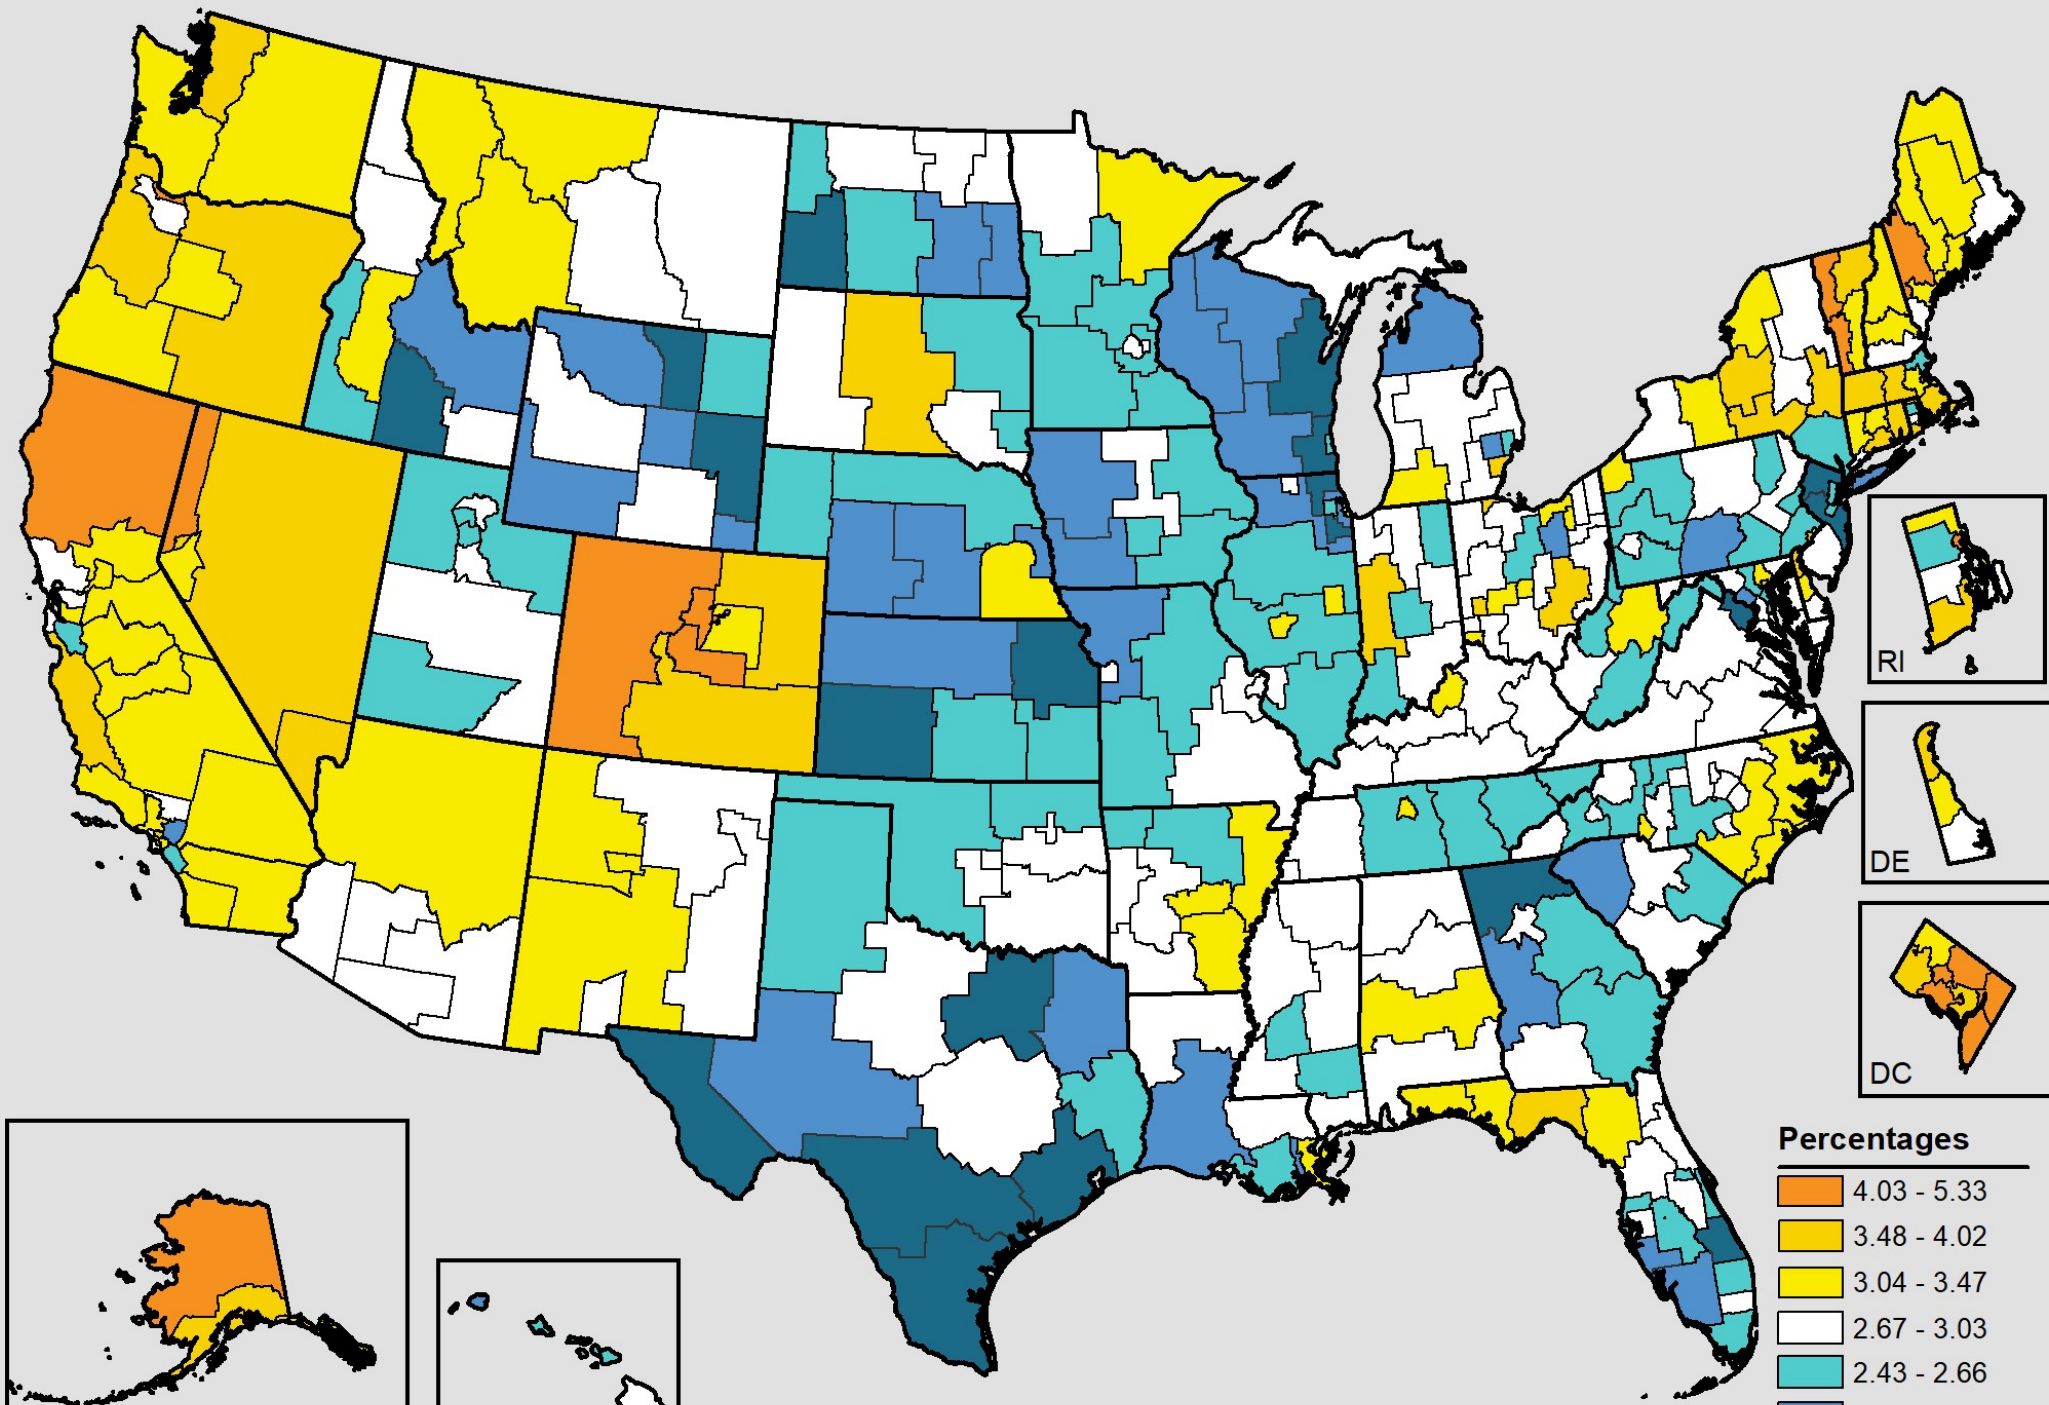 RI
DE
DC
Percentages
4.03 - 5.33
3.48 - 4.02
3.04 - 3.47
2.67 - 3.03
2.43 - 2.66